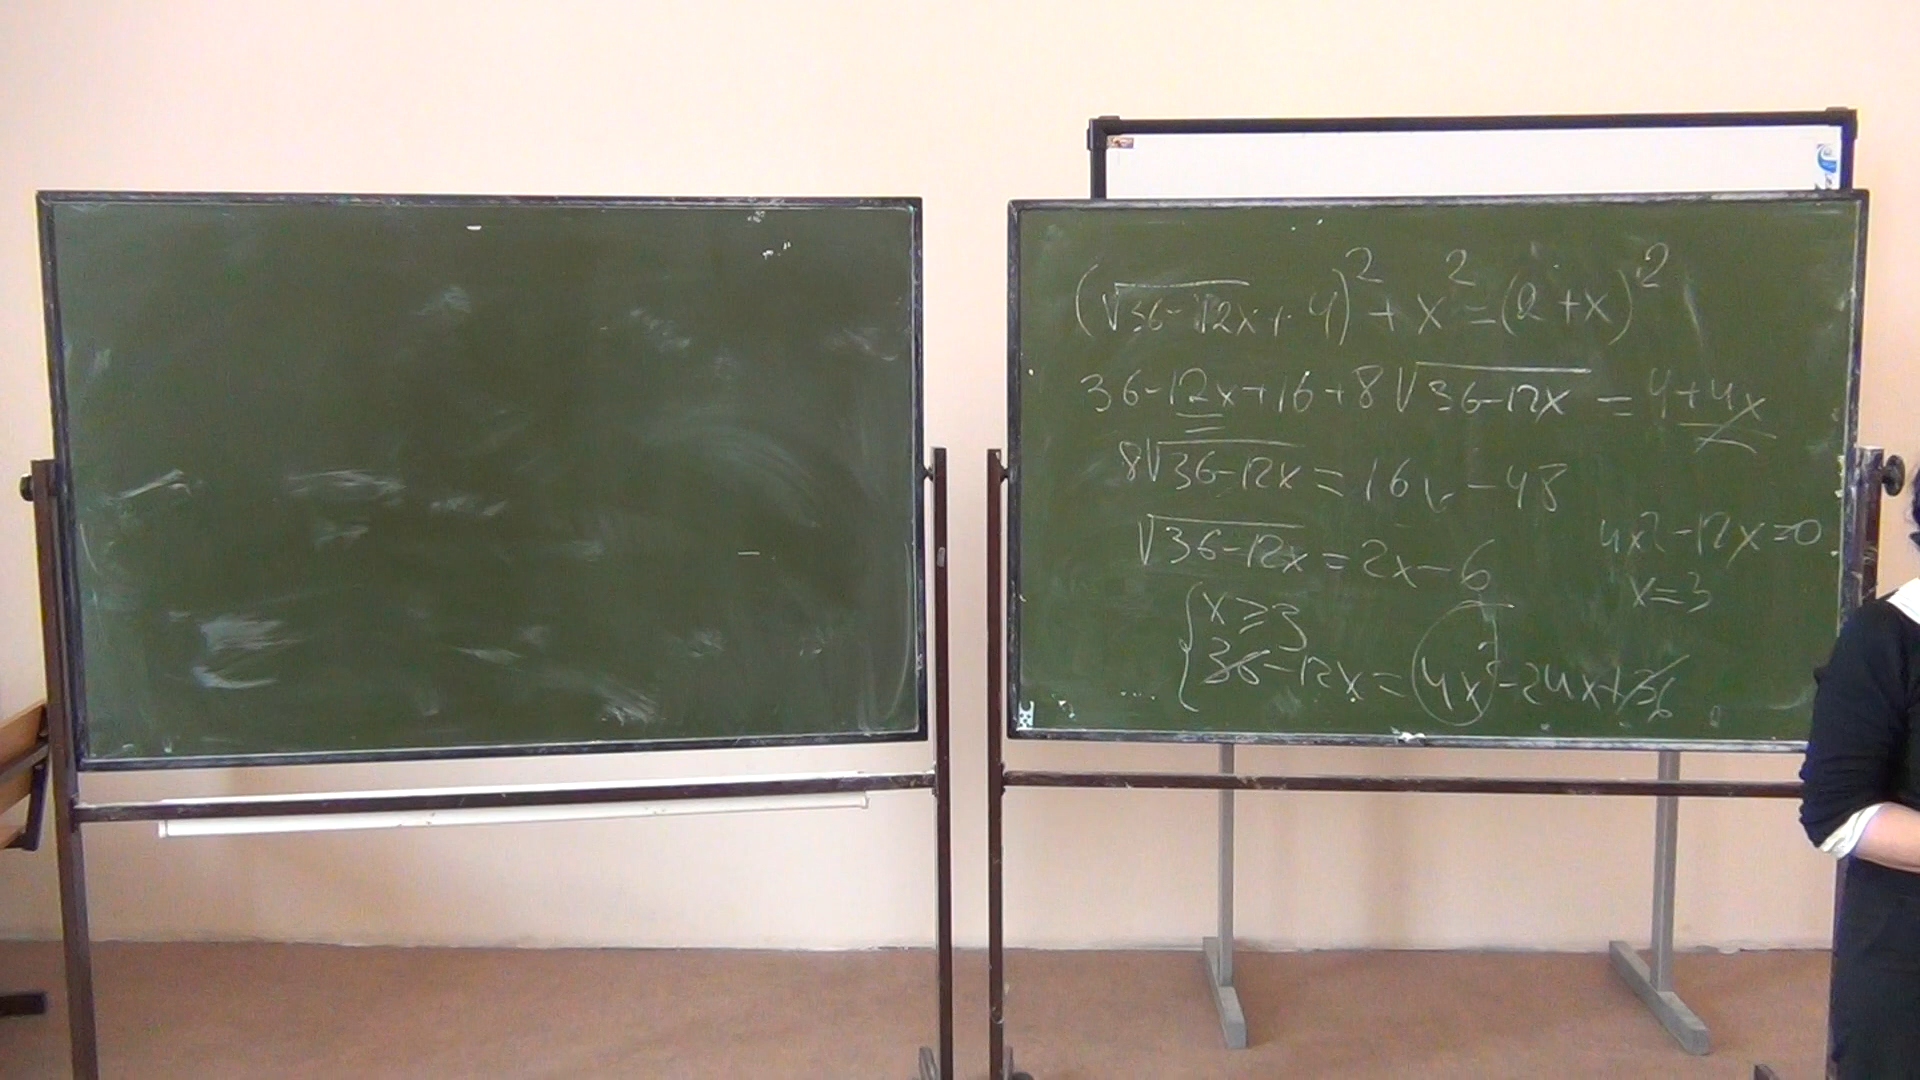 (√36-12x + 4)² + x² = (2+x)²
36-12x+16+8√36-12x = 4+4x
8√36-12x = 16x-48
√36-12x = 2x-6
4x²-12x=0
x=3
{ x ≥ 3
36-12x = 4x²-24x+36